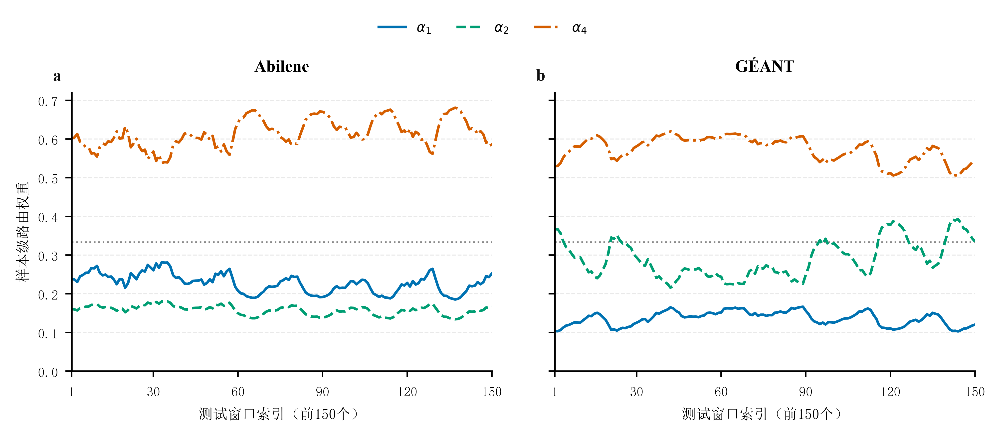 α1 α2 α4
Abilene
GÉANT
a
b
样本级路由权重
0.7
0.6
0.5
0.4
0.3
0.2
0.1
0.0
1 30 60 90 120 150
1 30 60 90 120 150
测试窗口索引（前150个）
测试窗口索引（前150个）